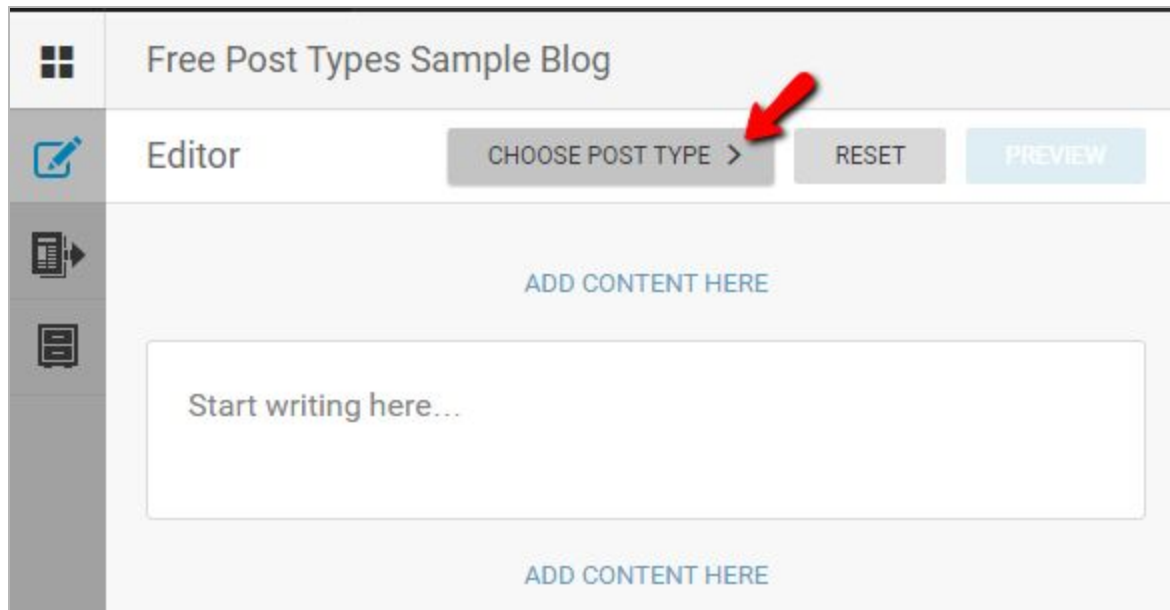 Free Post Types Sample Blog
Editor
CHOOSE POST TYPE >
RESET
PREVIEW
ADD CONTENT HERE
Start writing here...
ADD CONTENT HERE